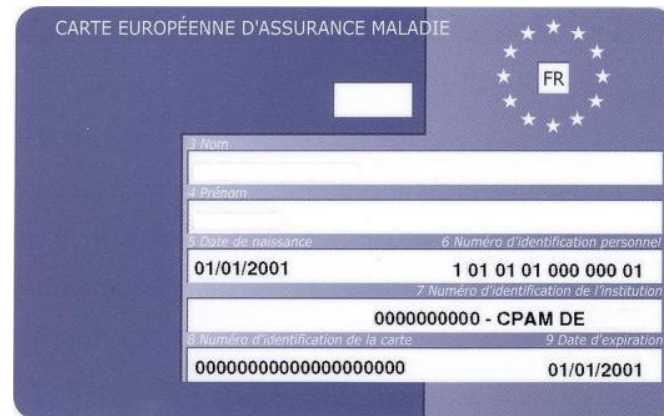 CARTE EUROPÉENNE D'ASSURANCE MALADIE
FR
3 Nom
4 Prénom
5 Date de naissance 6 Numéro d'identification personnel
01/01/2001 1 01 01 01 000 000 01
7 Numéro d'identification de l'institution
0000000000 - CPAM DE
8 Numéro d'identification de la carte 9 Date d'expiration
00000000000000000000 01/01/2001